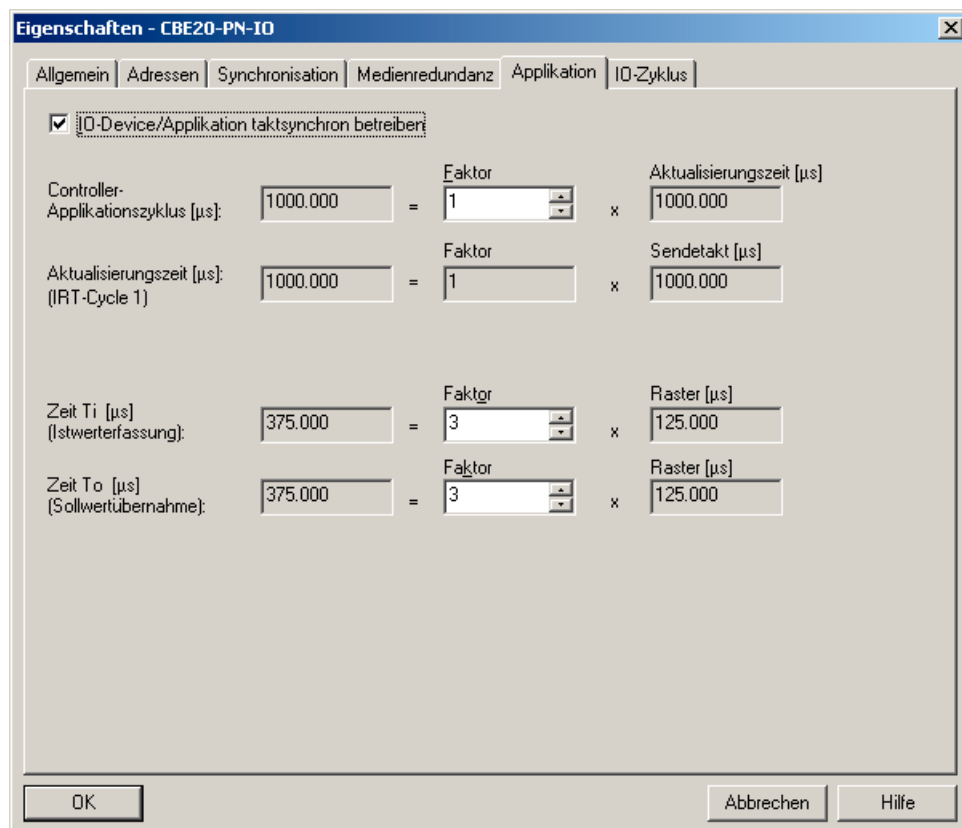 Eigenschaften - CBE20-PN-IO
Allgemein Adressen Synchronisation Medienredundanz Applikation IO-Zyklus
IO-Device/Applikation taktsynchron betreiben
Faktor Aktualisierungszeit [µs]
Controller-
Applikationszyklus [µs]: 1000.000 = 1 x 1000.000
Faktor Sendetakt [µs]
Aktualisierungszeit [µs]: 1000.000 = 1 x 1000.000
(IRT-Cycle 1)
Faktor Raster [µs]
Zeit Ti [µs]
(Istwerterfassung): 375.000 = 3 x 125.000
Faktor Raster [µs]
Zeit To [µs]
(Sollwertübernahme): 375.000 = 3 x 125.000
OK Abbrechen Hilfe